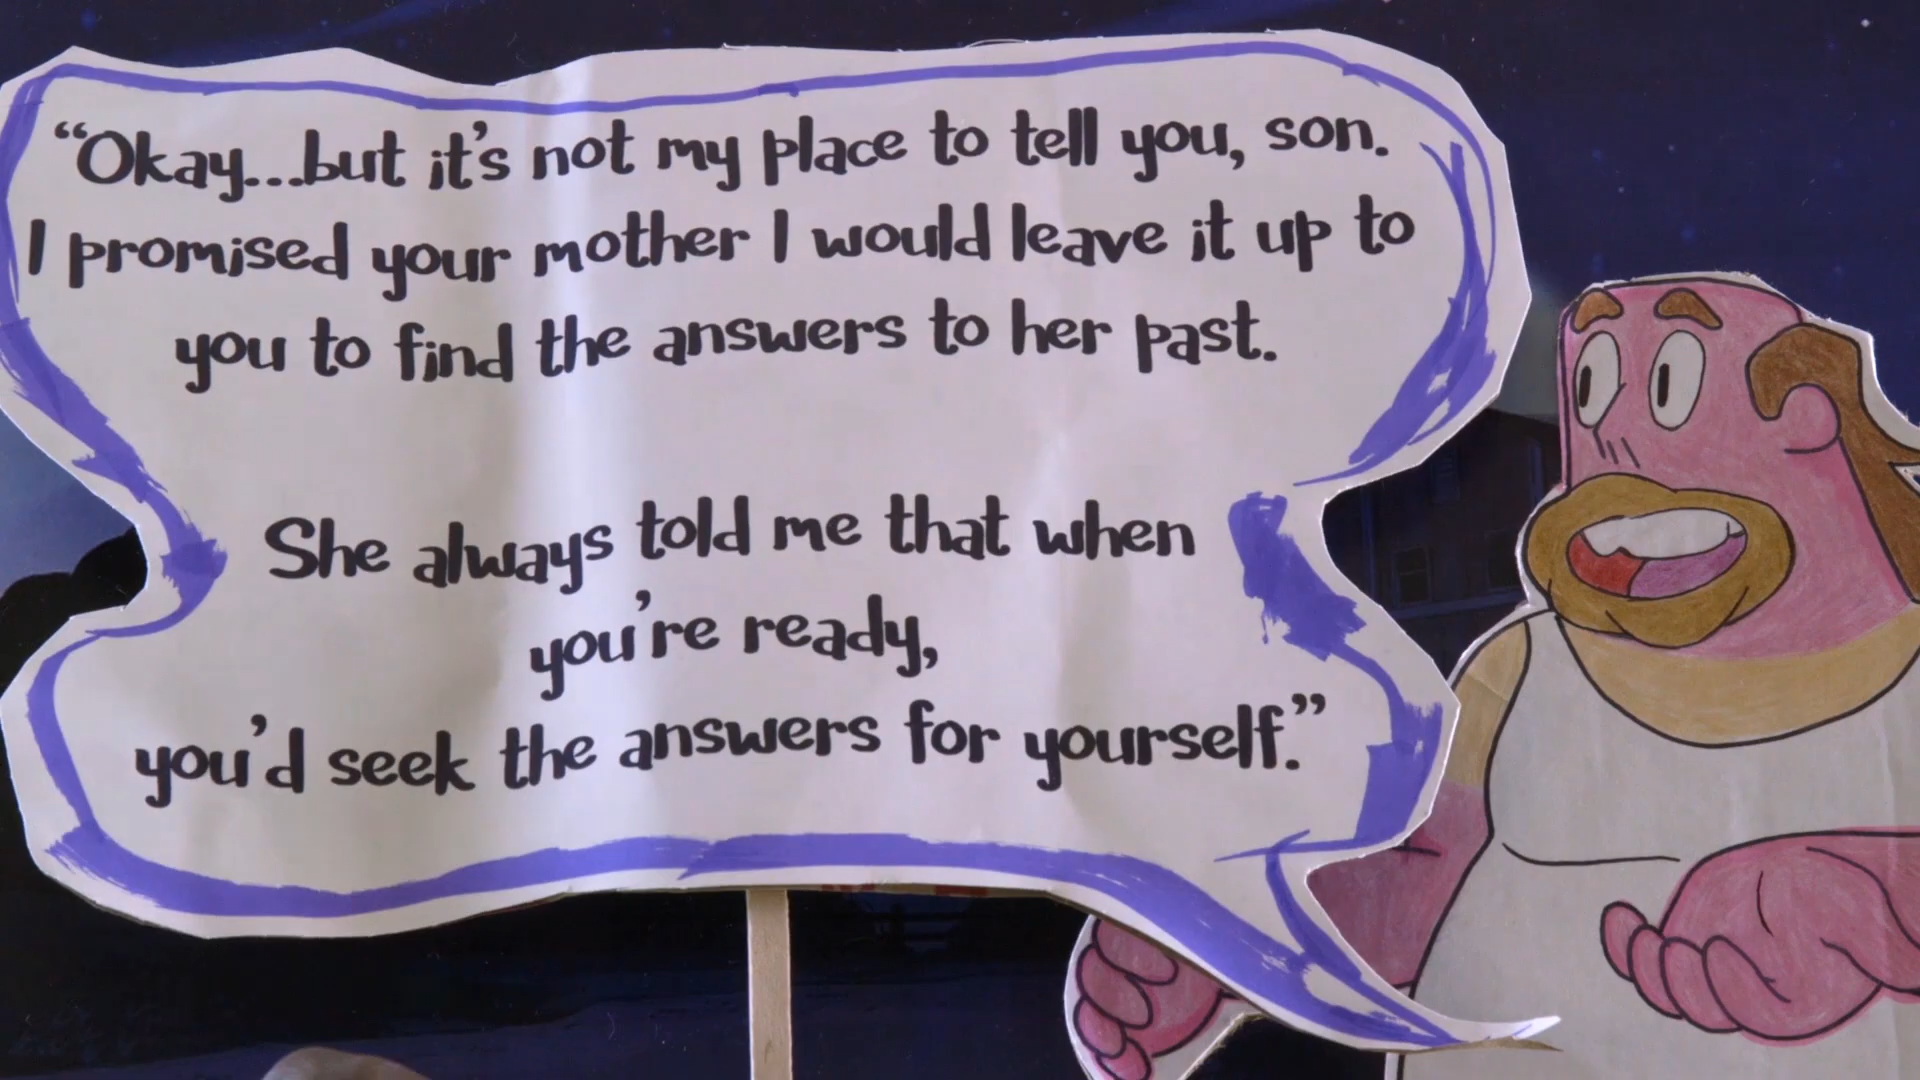 “Okay...but it’s not my place to tell you, son.
I promised your mother I would leave it up to
you to find the answers to her past.
She always told me that when
you’re ready,
you’d seek the answers for yourself.”